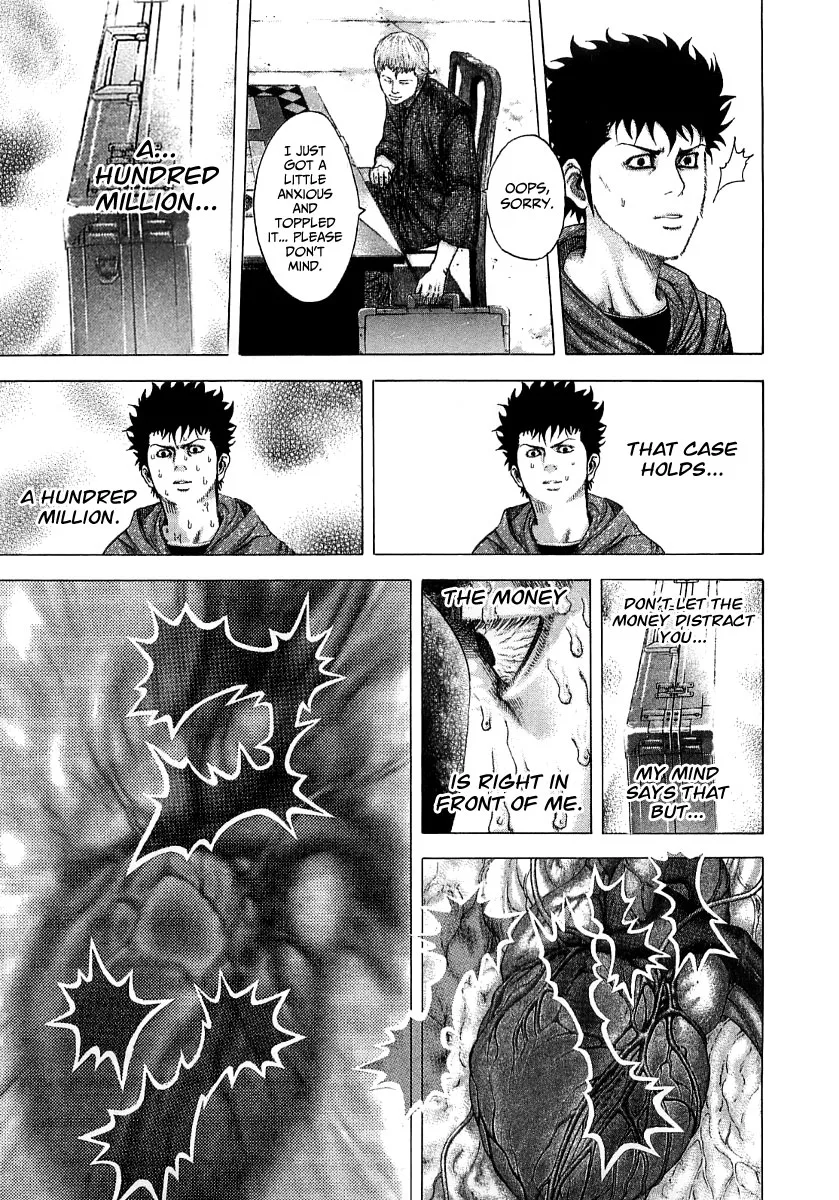 OOPS,
SORRY.
I JUST
GOT A
LITTLE
ANXIOUS
AND
TOPPLED
IT... PLEASE
DON'T
MIND.
A...
HUNDRED
MILLION...
THAT CASE
HOLDS...
A HUNDRED
MILLION.
DON'T LET THE
MONEY DISTRACT
YOU...
MY MIND
SAYS THAT
BUT...
THE MONEY
IS RIGHT IN
FRONT OF ME.